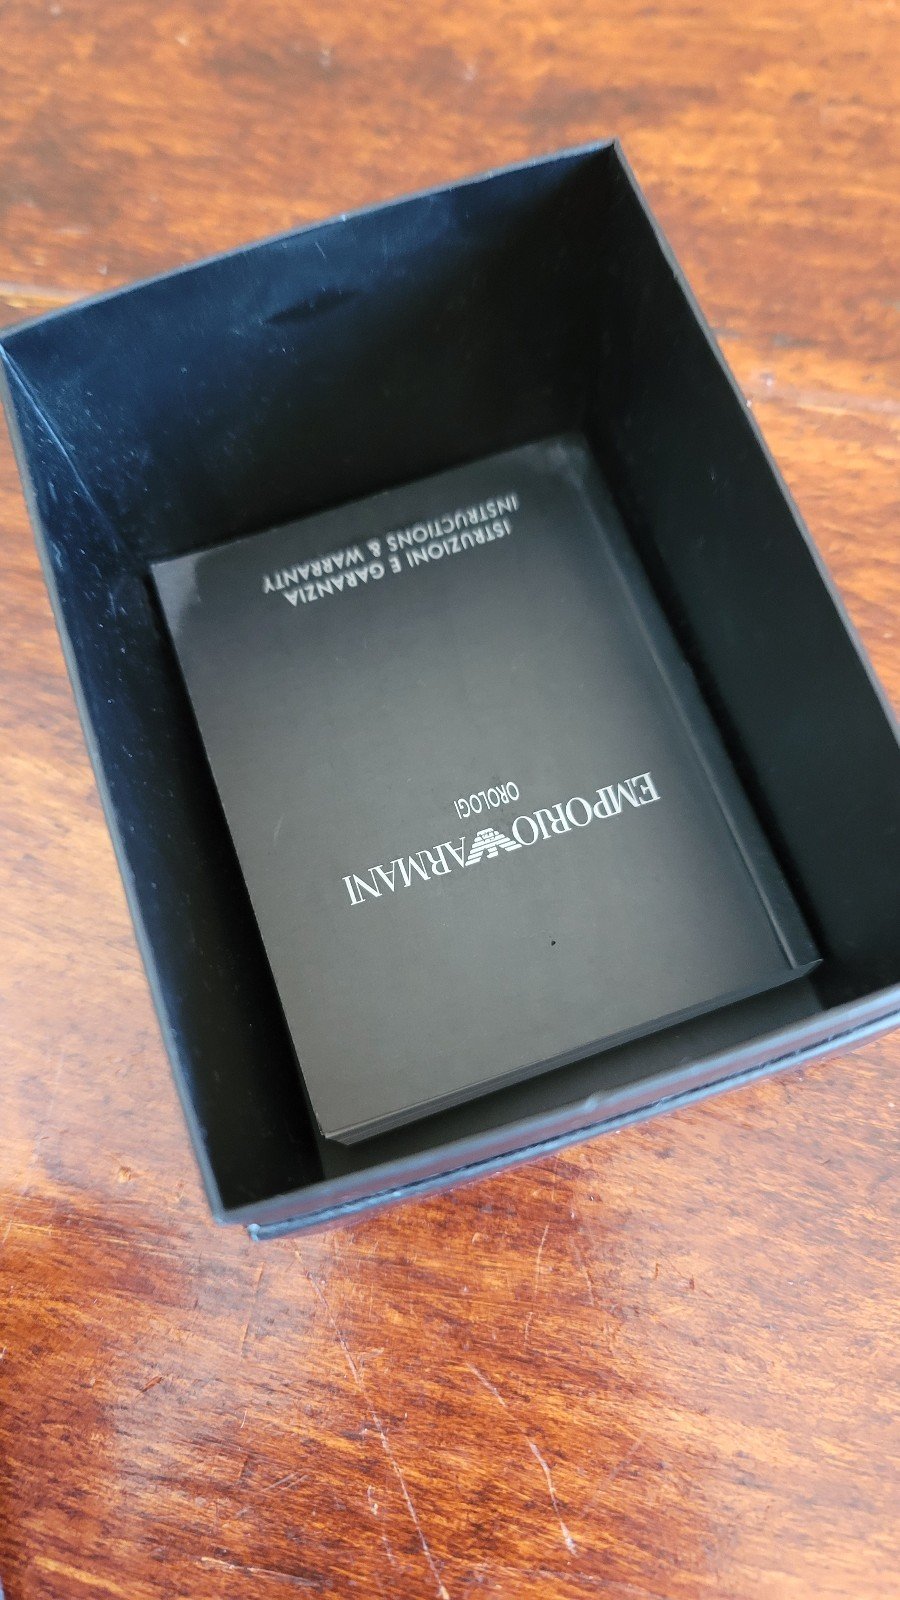 EMPORIO ARMANI
OROLOGI
ISTRUZIONI E GARANZIA
INSTRUCTIONS & WARRANTY